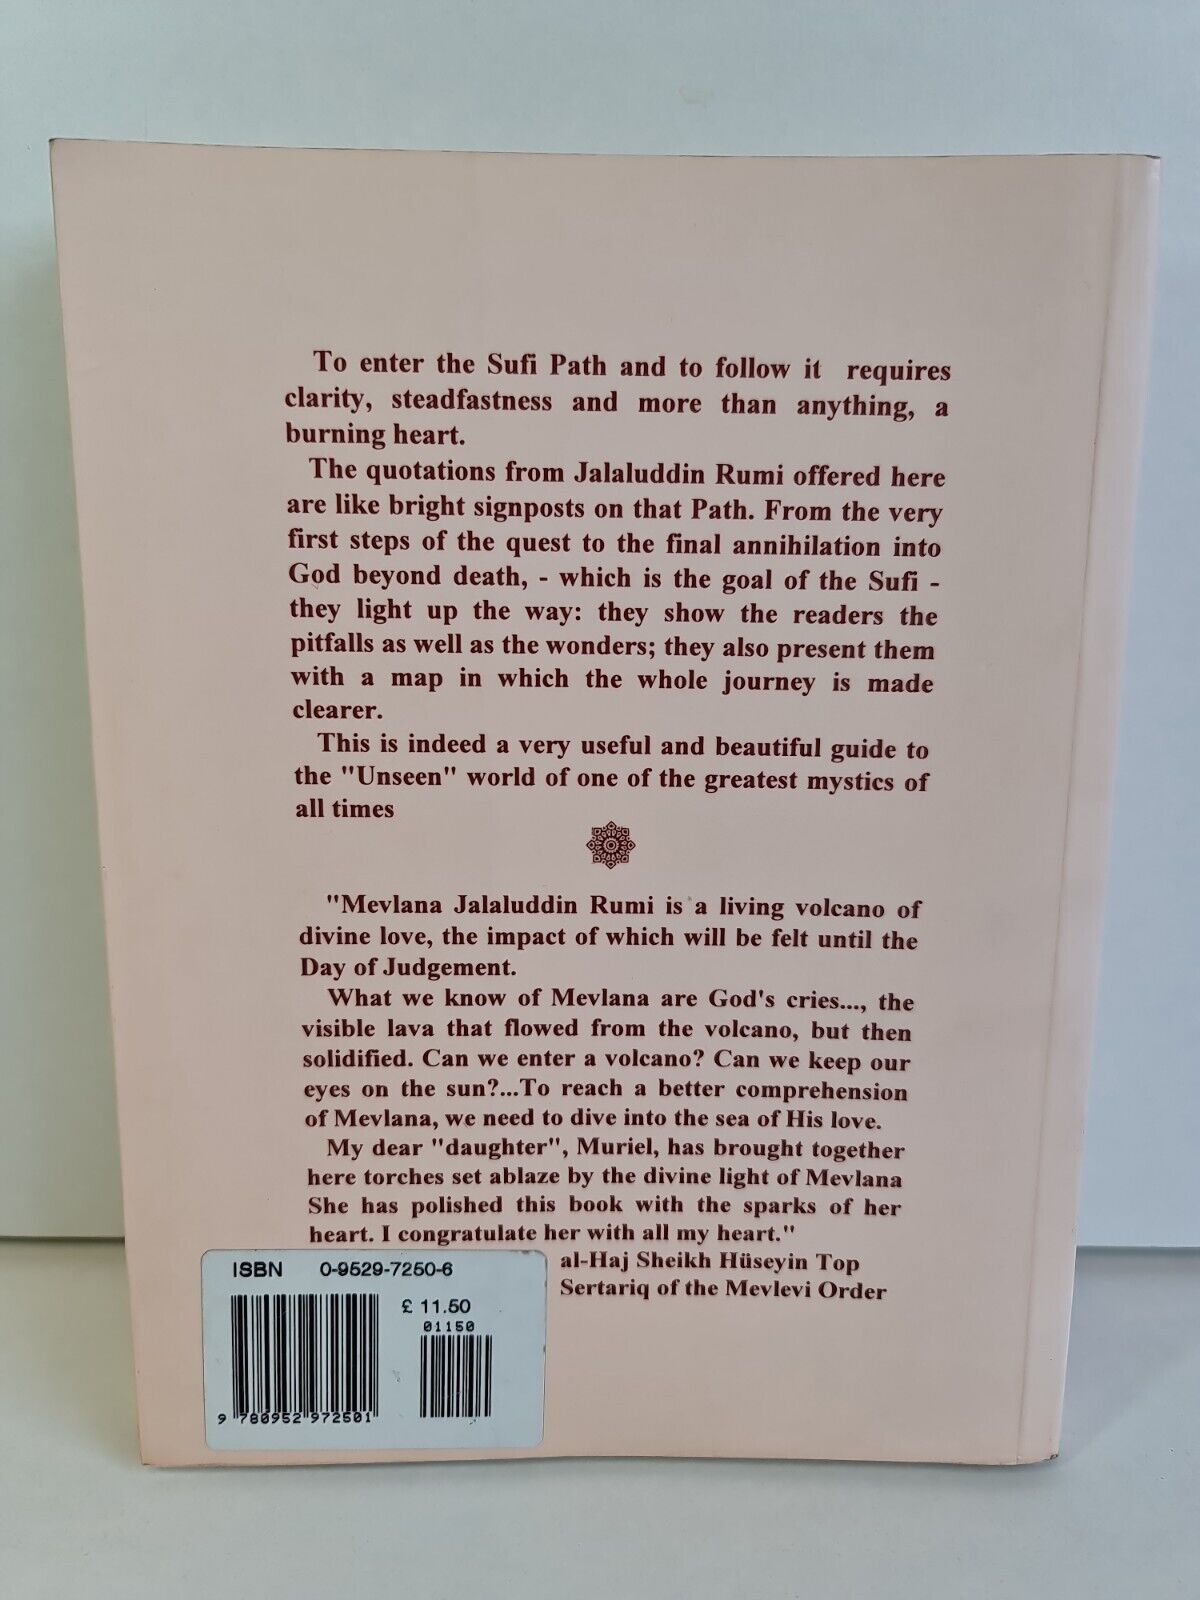 To enter the Sufi Path and to follow it requires
clarity, steadfastness and more than anything, a
burning heart.
The quotations from Jalaluddin Rumi offered here
are like bright signposts on that Path. From the very
first steps of the quest to the final annihilation into
God beyond death, - which is the goal of the Sufi -
they light up the way: they show the readers the
pitfalls as well as the wonders; they also present them
with a map in which the whole journey is made
clearer.
This is indeed a very useful and beautiful guide to
the "Unseen" world of one of the greatest mystics of
all times
"Mevlana Jalaluddin Rumi is a living volcano of
divine love, the impact of which will be felt until the
Day of Judgement.
What we know of Mevlana are God's cries..., the
visible lava that flowed from the volcano, but then
solidified. Can we enter a volcano? Can we keep our
eyes on the sun?...To reach a better comprehension
of Mevlana, we need to dive into the sea of His love.
My dear "daughter", Muriel, has brought together
here torches set ablaze by the divine light of Mevlana
She has polished this book with the sparks of her
heart. I congratulate her with all my heart."
al-Haj Sheikh Hüseyin Top
Sertariq of the Mevlevi Order
ISBN 0-9529-7250-6
£ 11.50
01150
9 780952 972501